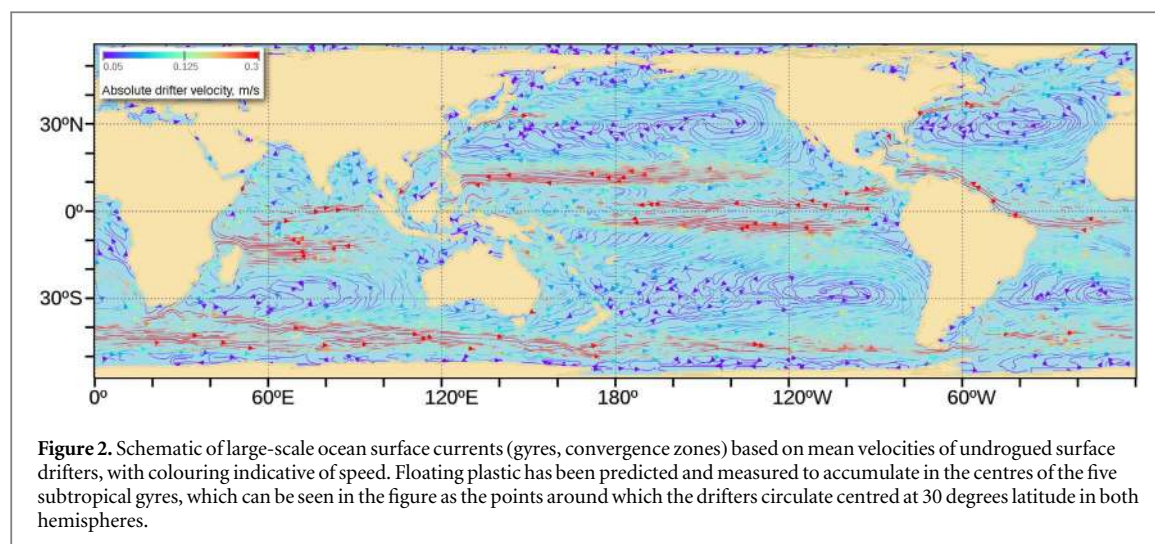 0.05 0.125 0.3
Absolute drifter velocity, m/s
30ºN
0º
30ºS
0º 60ºE 120ºE 180º 120ºW 60ºW
Figure 2. Schematic of large-scale ocean surface currents (gyres, convergence zones) based on mean velocities of undrogued surface
drifters, with colouring indicative of speed. Floating plastic has been predicted and measured to accumulate in the centres of the five
subtropical gyres, which can be seen in the figure as the points around which the drifters circulate centred at 30 degrees latitude in both
hemispheres.